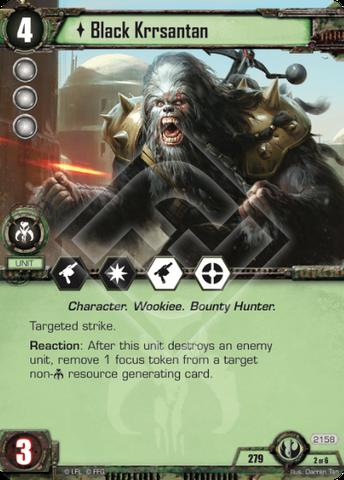 4
Black Krrsantan
UNIT
Character. Wookiee. Bounty Hunter.
Targeted strike.
Reaction: After this unit destroys an enemy
unit, remove 1 focus token from a target
non- resource generating card.
3
© LFL © FFG
279
2 of 6
2158
Illus. Darren Tan